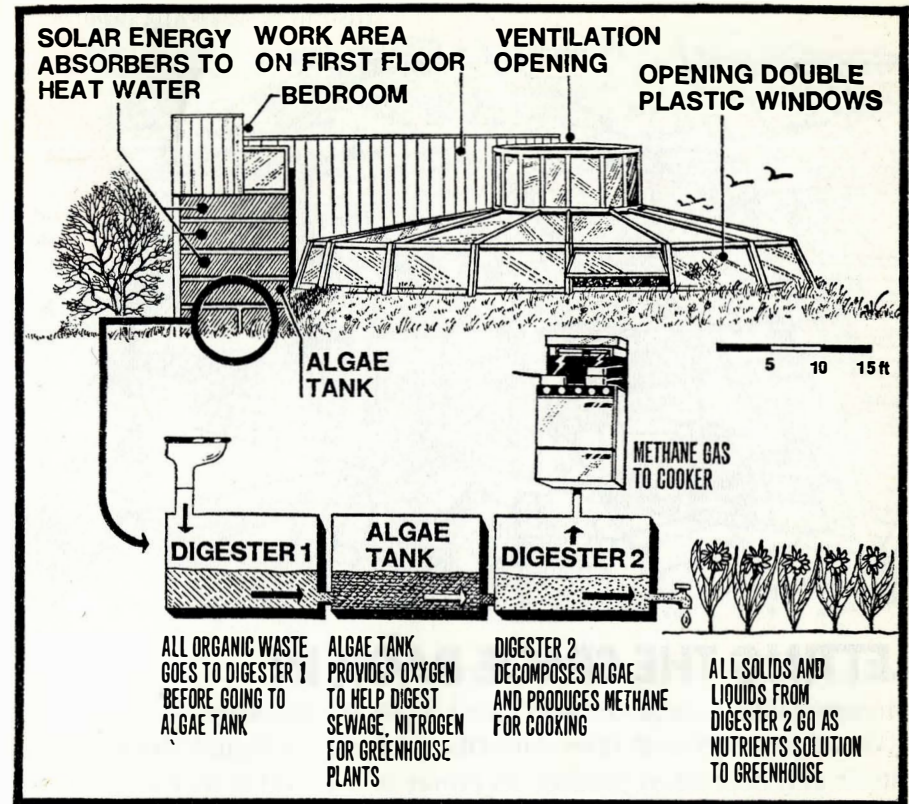 SOLAR ENERGY
ABSORBERS TO
HEAT WATER
WORK AREA
ON FIRST FLOOR
BEDROOM
VENTILATION
OPENING
OPENING DOUBLE
PLASTIC WINDOWS
ALGAE
TANK
5 10 15 ft
METHANE GAS
TO COOKER
DIGESTER 1
ALGAE
TANK
DIGESTER 2
ALL ORGANIC WASTE
GOES TO DIGESTER 1
BEFORE GOING TO
ALGAE TANK
ALGAE TANK
PROVIDES OXYGEN
TO HELP DIGEST
SEWAGE, NITROGEN
FOR GREENHOUSE
PLANTS
DIGESTER 2
DECOMPOSES ALGAE
AND PRODUCES METHANE
FOR COOKING
ALL SOLIDS AND
LIQUIDS FROM
DIGESTER 2 GO AS
NUTRIENTS SOLUTION
TO GREENHOUSE